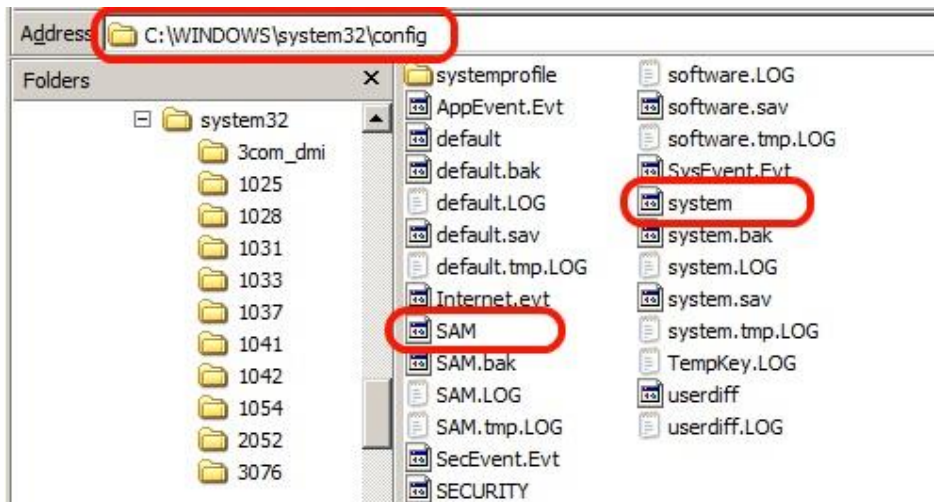 Address C:\WINDOWS\system32\config
Folders
system32
3com_dmi
1025
1028
1031
1033
1037
1041
1042
1054
2052
3076
systemprofile
AppEvent.Evt
default
default.bak
default.LOG
default.sav
default.tmp.LOG
Internet.evt
SAM
SAM.bak
SAM.LOG
SAM.tmp.LOG
SecEvent.Evt
SECURITY
software.LOG
software.sav
software.tmp.LOG
SysEvent.Evt
system
system.bak
system.LOG
system.sav
system.tmp.LOG
TempKey.LOG
userdiff
userdiff.LOG